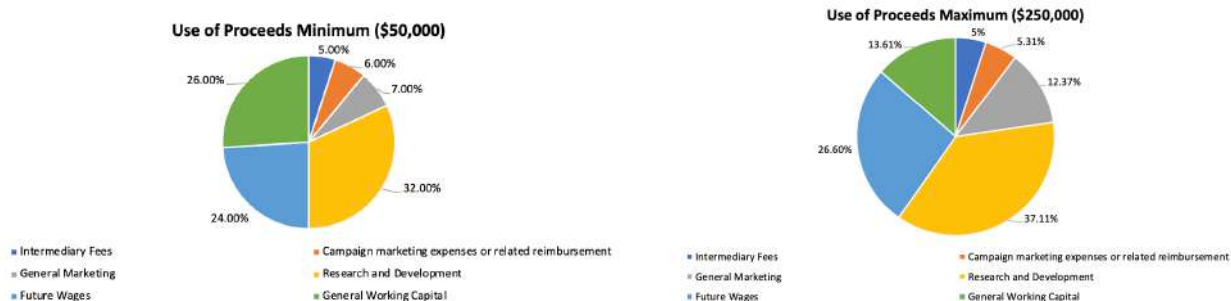 Use of Proceeds Minimum ($50,000)
5.00%
6.00%
7.00%
32.00%
24.00%
26.00%
Intermediary Fees
Campaign marketing expenses or related reimbursement
General Marketing
Research and Development
Future Wages
General Working Capital
Use of Proceeds Maximum ($250,000)
5%
5.31%
12.37%
37.11%
26.60%
13.61%
Intermediary Fees
Campaign marketing expenses or related reimbursement
General Marketing
Research and Development
Future Wages
General Working Capital